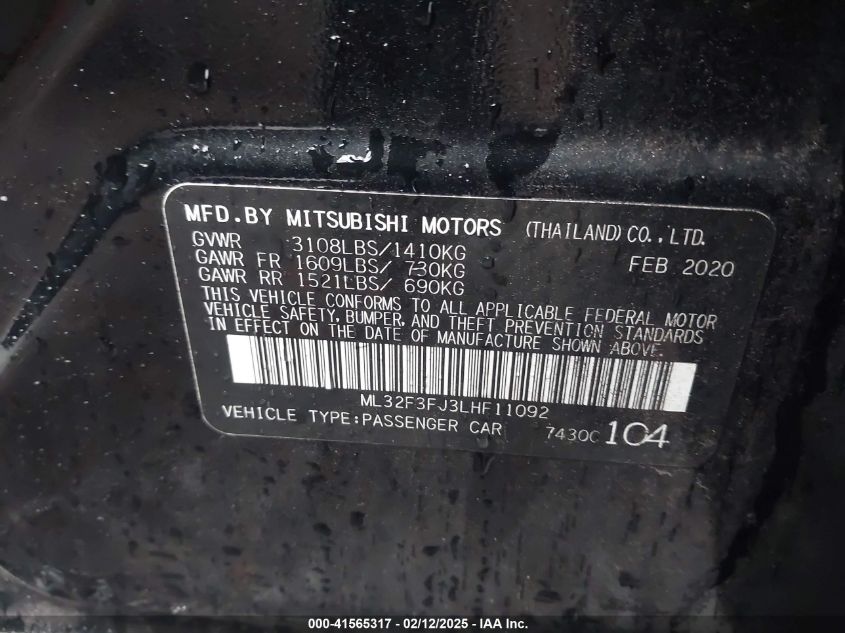 MFD.BY MITSUBISHI MOTORS (THAILAND) CO.,LTD.
GVWR 3108LBS/1410KG FEB 2020
GAWR FR 1609LBS/ 730KG
GAWR RR 1521LBS/ 690KG
THIS VEHICLE CONFORMS TO ALL APPLICABLE FEDERAL MOTOR
VEHICLE SAFETY, BUMPER, AND THEFT PREVENTION STANDARDS
IN EFFECT ON THE DATE OF MANUFACTURE SHOWN ABOVE.
ML32F3FJ3LHF11092
VEHICLE TYPE:PASSENGER CAR 7430C 104
000-41565317 - 02/12/2025 - IAA Inc.